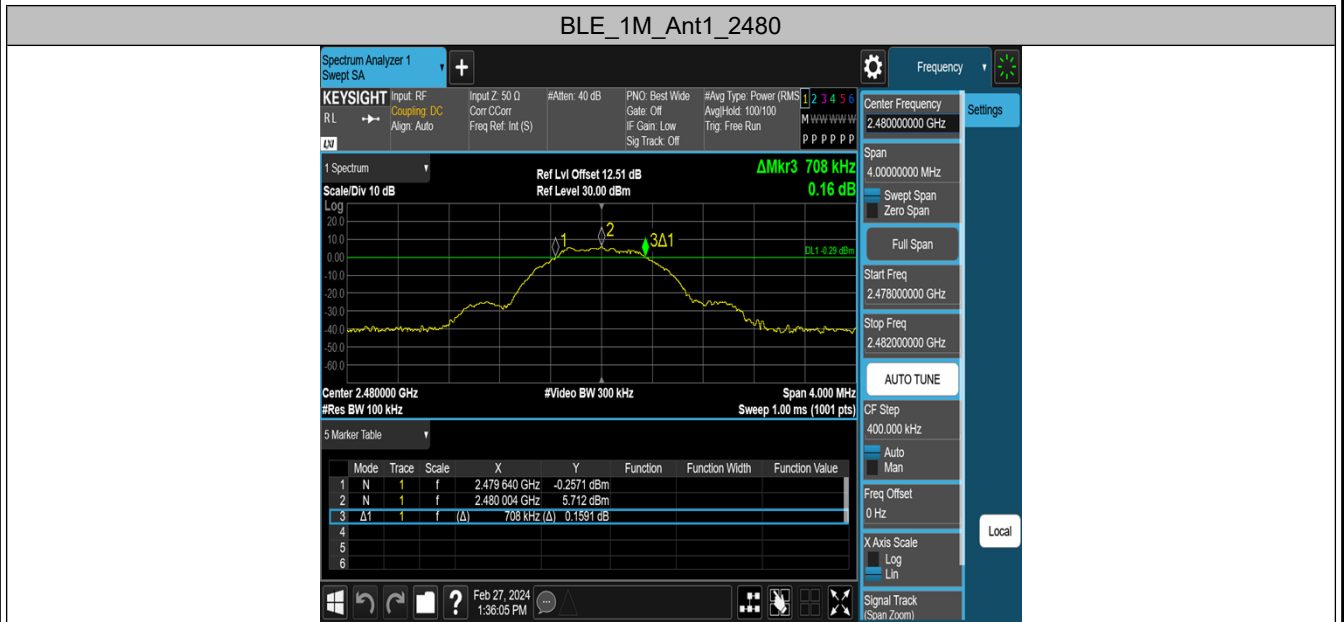 BLE_1M_Ant1_2480
Spectrum Analyzer 1
Swept SA
Frequency
KEYSIGHT
RL
LXI
Input: RF
Coupling: DC
Align: Auto
Input Z: 50 Ω
Corr CCorr
Freq Ref: Int (S)
#Atten: 40 dB
PNO: Best Wide
Gate: Off
IF Gain: Low
Sig Track: Off
#Avg Type: Power (RMS
Avg|Hold: 100/100
Trig: Free Run
1 2 3 4 5 6
M W W W W W
P P P P P P
1 Spectrum
Scale/Div 10 dB
Ref Lvl Offset 12.51 dB
Ref Level 30.00 dBm
ΔMkr3 708 kHz
0.16 dB
Log
20.0
10.0
0.00
-10.0
-20.0
-30.0
-40.0
-50.0
-60.0
1
2
3Δ1
DL1 -0.29 dBm
Center 2.480000 GHz
#Video BW 300 kHz
Span 4.000 MHz
#Res BW 100 kHz
Sweep 1.00 ms (1001 pts)
5 Marker Table
Mode Trace Scale X Y Function Function Width Function Value
1 N 1 f 2.479 640 GHz -0.2571 dBm
2 N 1 f 2.480 004 GHz 5.712 dBm
3 Δ1 1 f (Δ) 708 kHz (Δ) 0.1591 dB
4
5
6
Feb 27, 2024
1:36:05 PM
Center Frequency
2.480000000 GHz
Settings
Span
4.00000000 MHz
Swept Span
Zero Span
Full Span
Start Freq
2.478000000 GHz
Stop Freq
2.482000000 GHz
AUTO TUNE
CF Step
400.000 kHz
Auto
Man
Freq Offset
0 Hz
Local
X Axis Scale
Log
Lin
Signal Track
(Span Zoom)